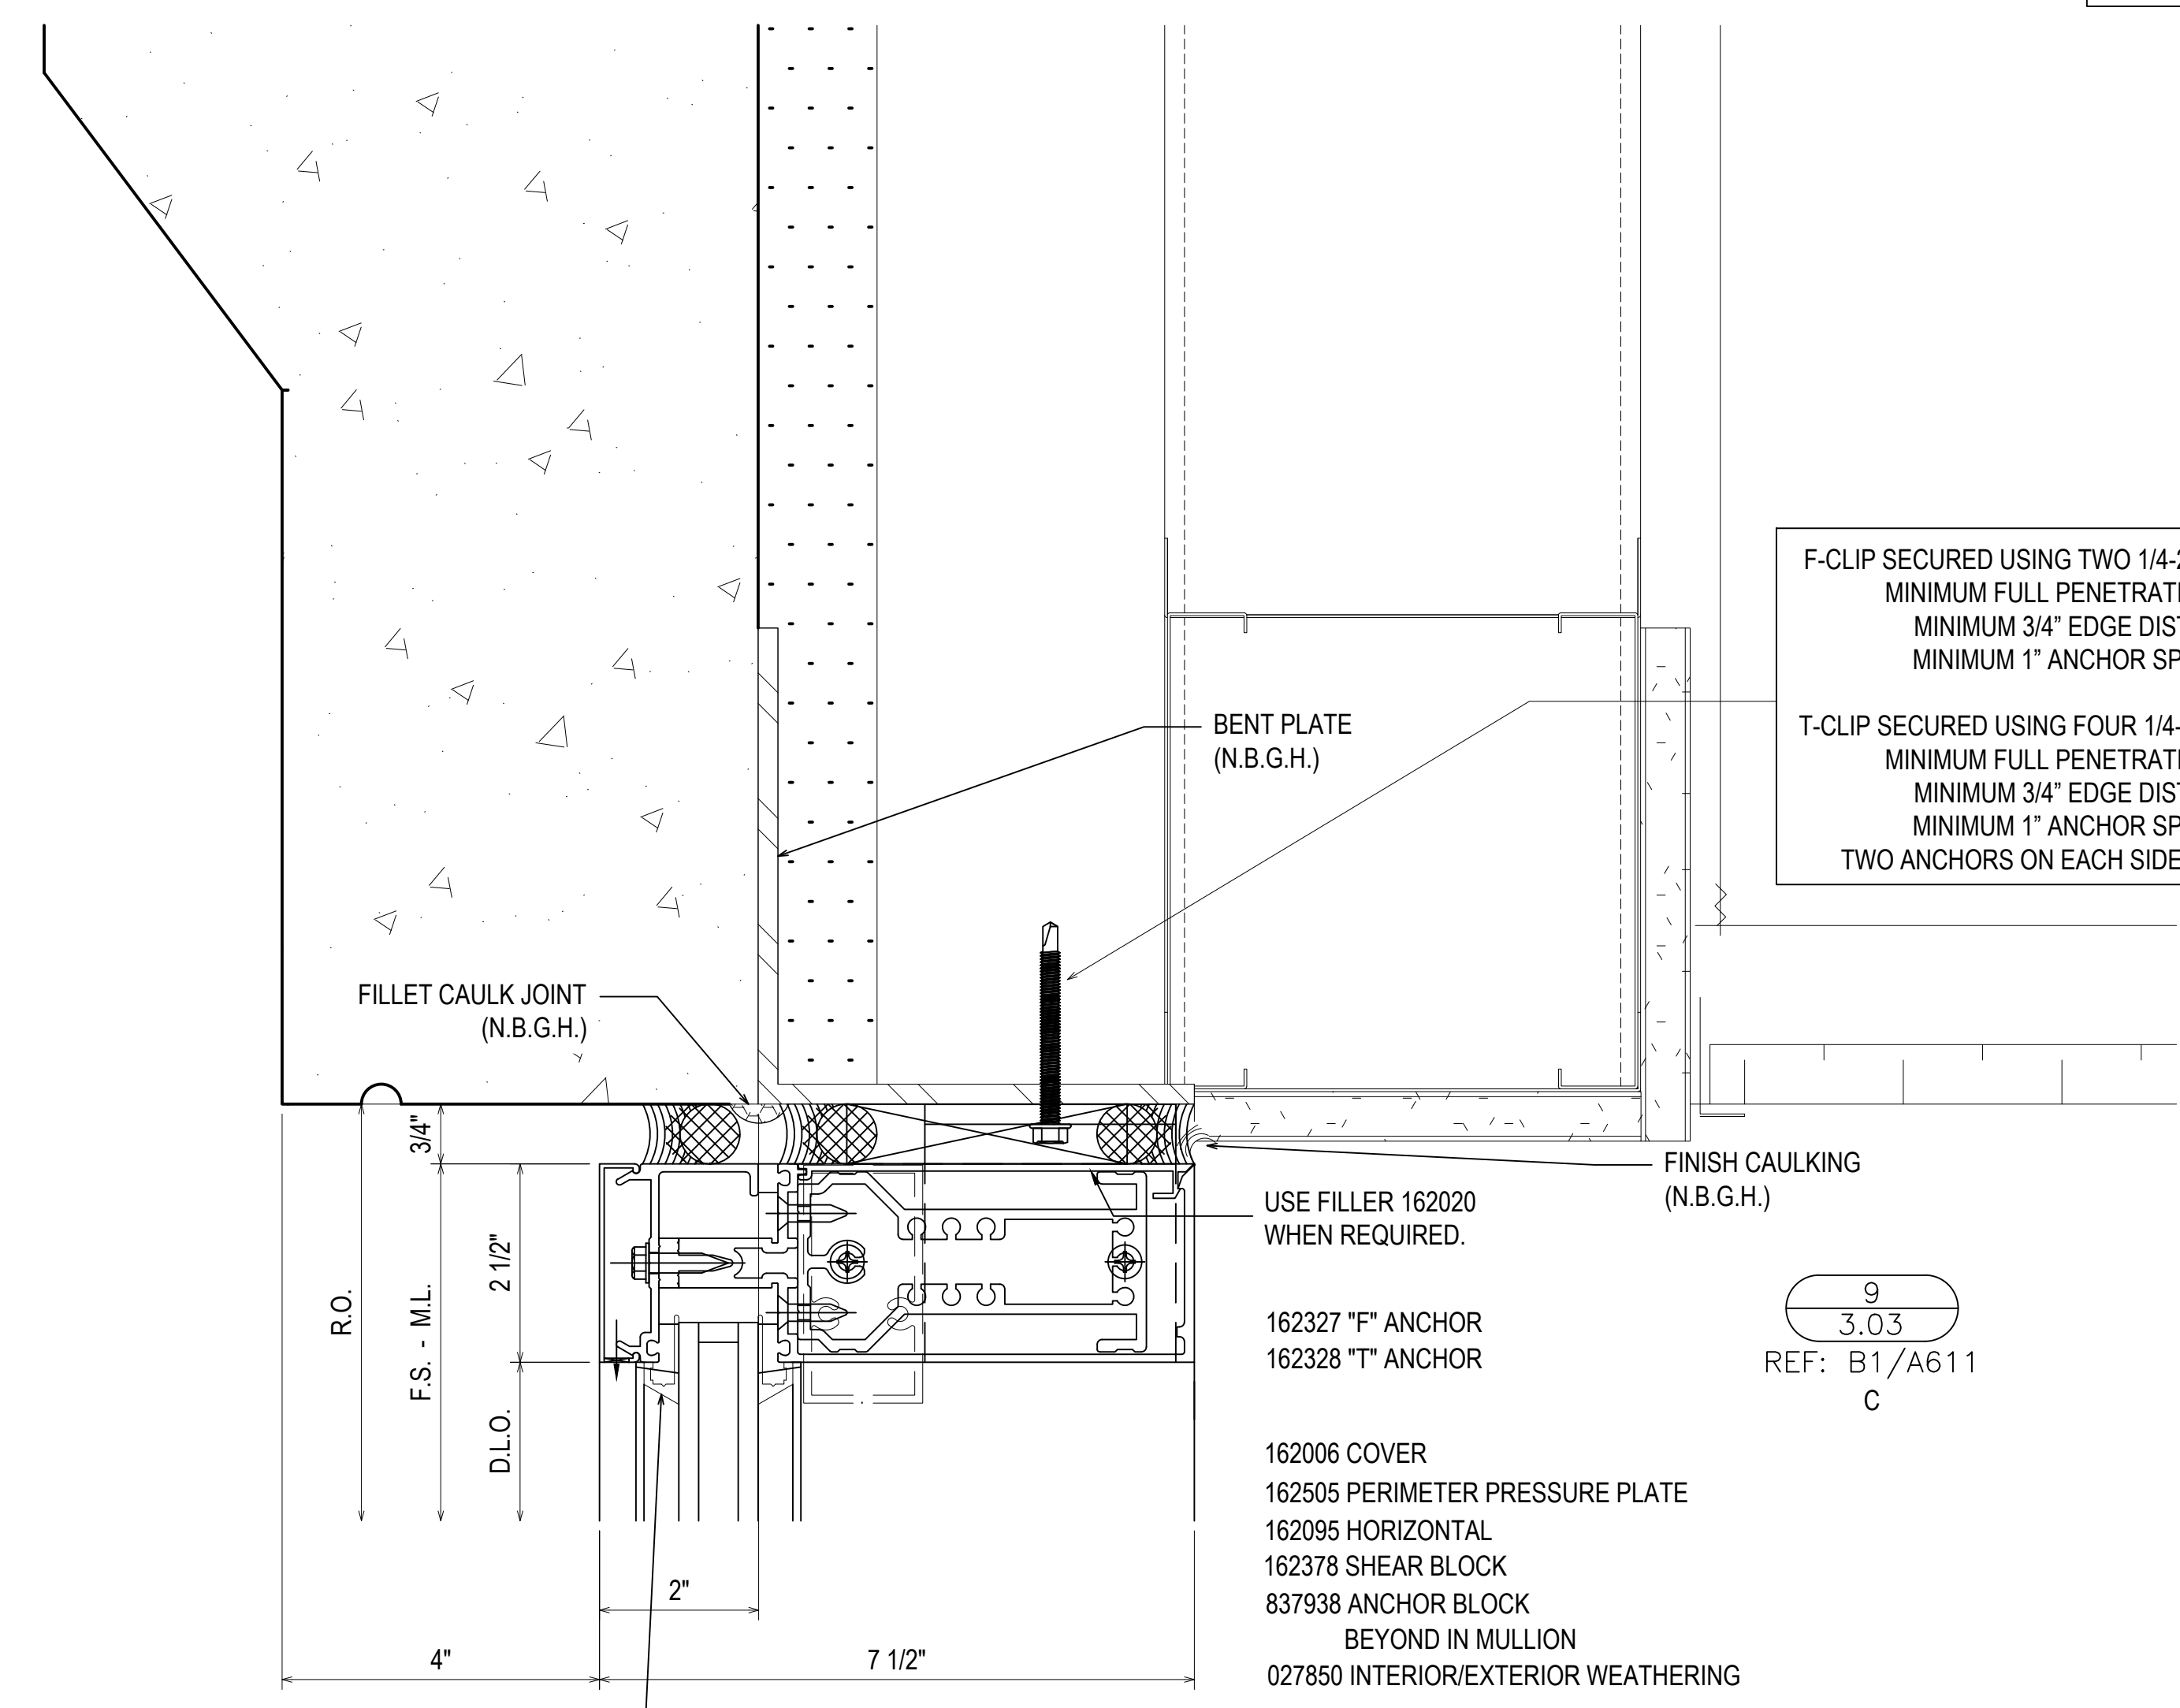 F-CLIP SECURED USING TWO 1/4-2
MINIMUM FULL PENETRATI
MINIMUM 3/4” EDGE DIST
MINIMUM 1” ANCHOR SP
T-CLIP SECURED USING FOUR 1/4-
MINIMUM FULL PENETRATI
MINIMUM 3/4” EDGE DIST
MINIMUM 1” ANCHOR SP
TWO ANCHORS ON EACH SIDE
BENT PLATE
(N.B.G.H.)
FILLET CAULK JOINT
(N.B.G.H.)
FINISH CAULKING
(N.B.G.H.)
USE FILLER 162020
WHEN REQUIRED.
3/4"
2 1/2"
R.O.
F.S. - M.L.
D.L.O.
162327 "F" ANCHOR
162328 "T" ANCHOR
9
3.03
REF: B1/A611
C
162006 COVER
162505 PERIMETER PRESSURE PLATE
162095 HORIZONTAL
162378 SHEAR BLOCK
837938 ANCHOR BLOCK
BEYOND IN MULLION
027850 INTERIOR/EXTERIOR WEATHERING
2"
4"
7 1/2"